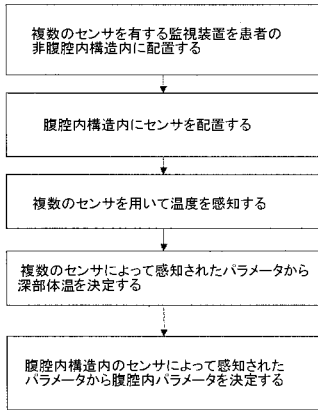 複数のセンサを有する監視装置を患者の
非腹腔内構造内に配置する
腹腔内構造内にセンサを配置する
複数のセンサを用いて温度を感知する
複数のセンサによって感知されたパラメータから
深部体温を決定する
腹腔内構造内のセンサによって感知された
パラメータから腹腔内パラメータを決定する